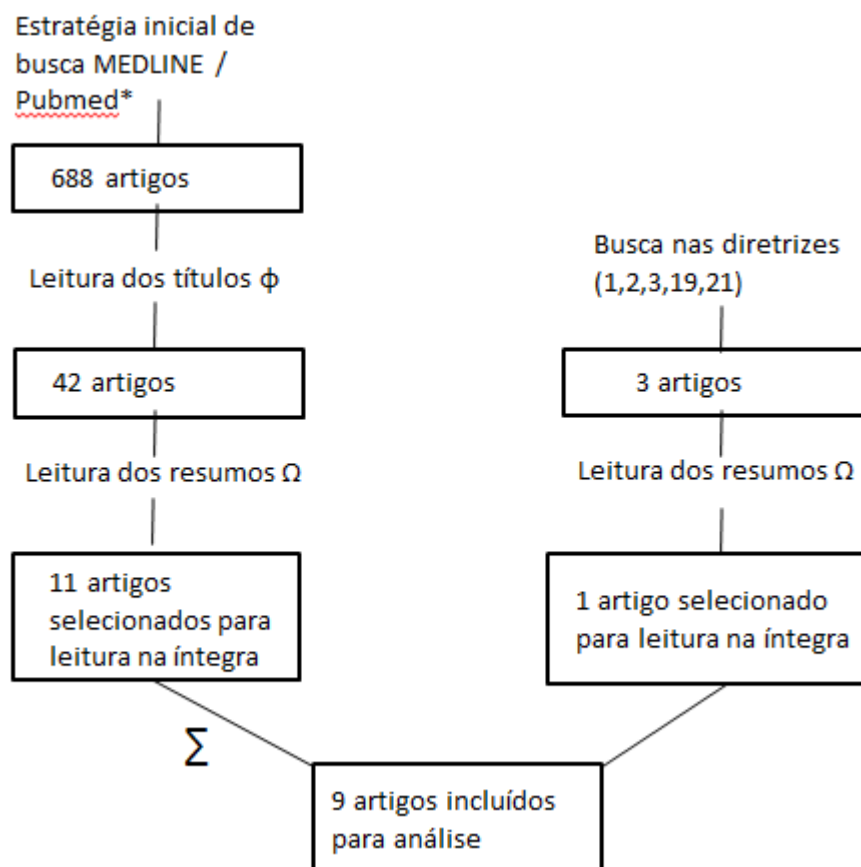 Estratégia inicial de
busca MEDLINE /
Pubmed*
688 artigos
Leitura dos títulos ф
42 artigos
Leitura dos resumos Ω
11 artigos
selecionados para
leitura na íntegra
Busca nas diretrizes
(1,2,3,19,21)
3 artigos
Leitura dos resumos Ω
1 artigo selecionado
para leitura na íntegra
∑
9 artigos incluídos
para análise